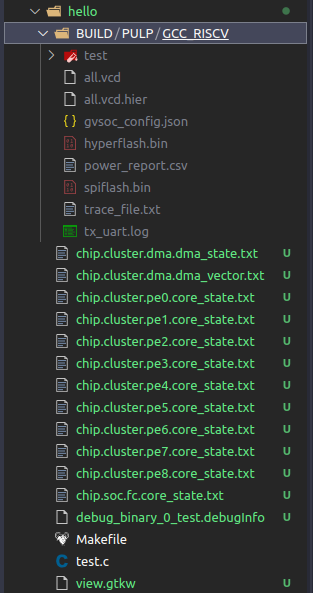 hello
BUILD / PULP / GCC_RISCV
test
all.vcd
all.vcd.hier
gvsoc_config.json
hyperflash.bin
power_report.csv
spiflash.bin
trace_file.txt
tx_uart.log
chip.cluster.dma.dma_state.txt U
chip.cluster.dma.dma_vector.txt U
chip.cluster.pe0.core_state.txt U
chip.cluster.pe1.core_state.txt U
chip.cluster.pe2.core_state.txt U
chip.cluster.pe3.core_state.txt U
chip.cluster.pe4.core_state.txt U
chip.cluster.pe5.core_state.txt U
chip.cluster.pe6.core_state.txt U
chip.cluster.pe7.core_state.txt U
chip.cluster.pe8.core_state.txt U
chip.soc.fc.core_state.txt U
debug_binary_0_test.debugInfo U
Makefile
test.c
view.gtkw U